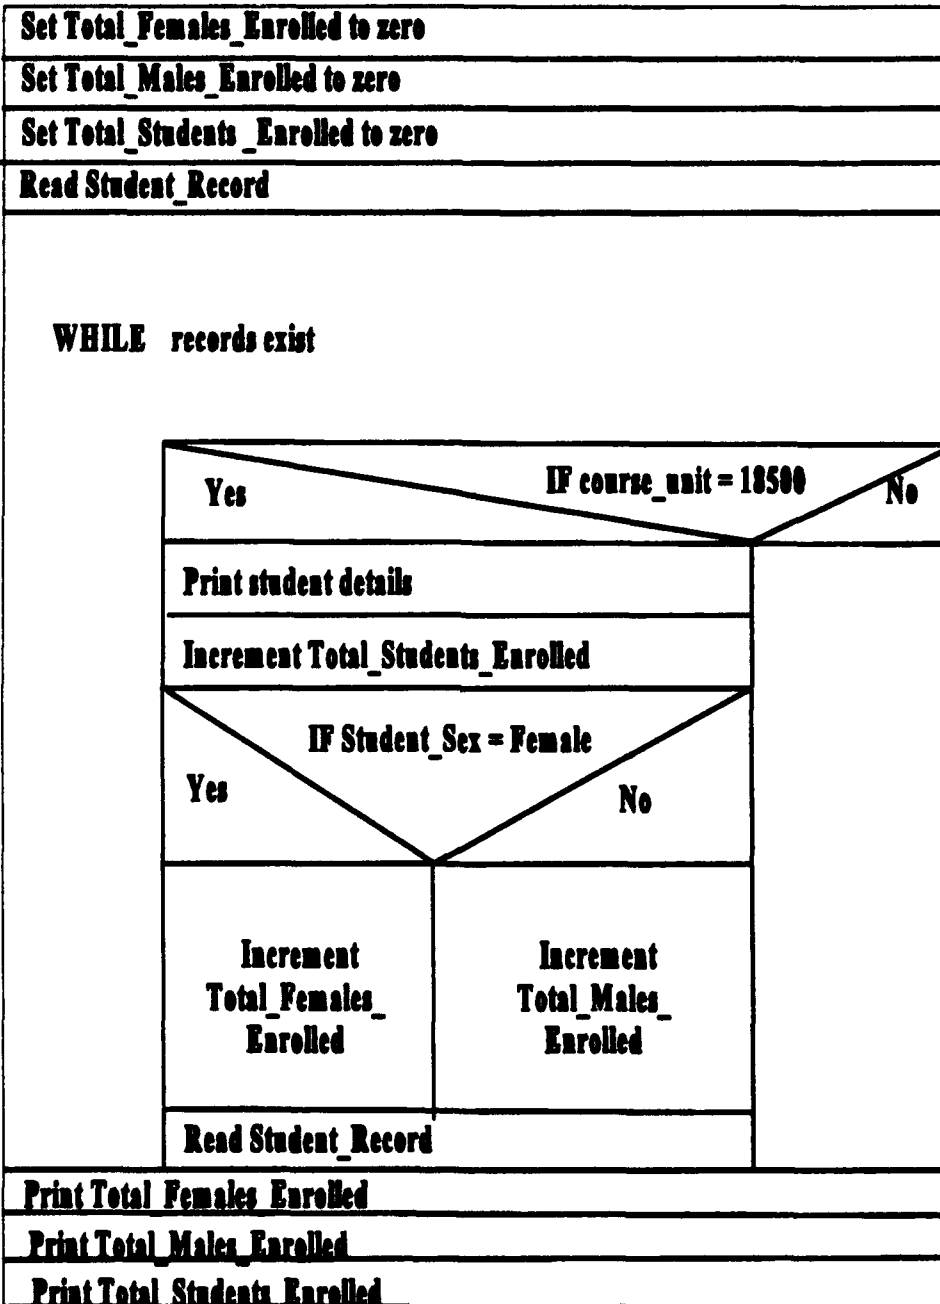 Set Total_Females_Enrolled to zero
Set Total_Males_Enrolled to zero
Set Total_Students _Enrolled to zero
Read Student_Record
WHILE records exist
IF course_unit = 18500
Yes
No
Print student details
Increment Total_Students_Enrolled
IF Student_Sex = Female
Yes
No
Increment
Total_Females_
Enrolled
Increment
Total_Males_
Enrolled
Read Student_Record
Print Total_Females_Enrolled
Print Total_Males_Enrolled
Print Total_Students_Enrolled